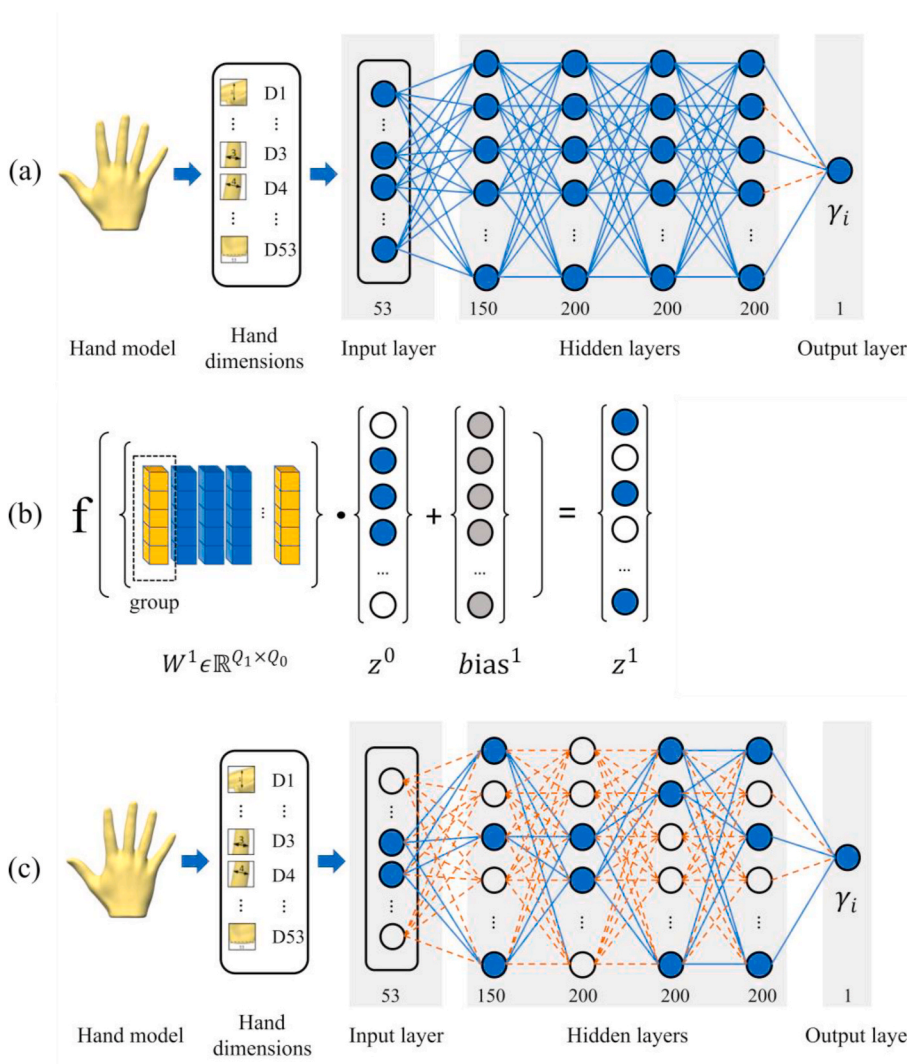 (a)
D1
⋮ ⋮
D3
D4
⋮ ⋮
D53
⋮
⋮
⋮ ⋮ ⋮ ⋮
γᵢ
53 150 200 200 200 1
Hand model Hand dimensions Input layer Hidden layers Output layer
(b)
f { { ⋮ } • { ... } + { ... } } = { ... }
group
W¹ϵℝ^{Q₁×Q₀} z⁰ bias¹ z¹
(c)
D1
⋮ ⋮
D3
D4
⋮ ⋮
D53
⋮
⋮
⋮ ⋮ ⋮ ⋮
γᵢ
53 150 200 200 200 1
Hand model Hand dimensions Input layer Hidden layers Output laye